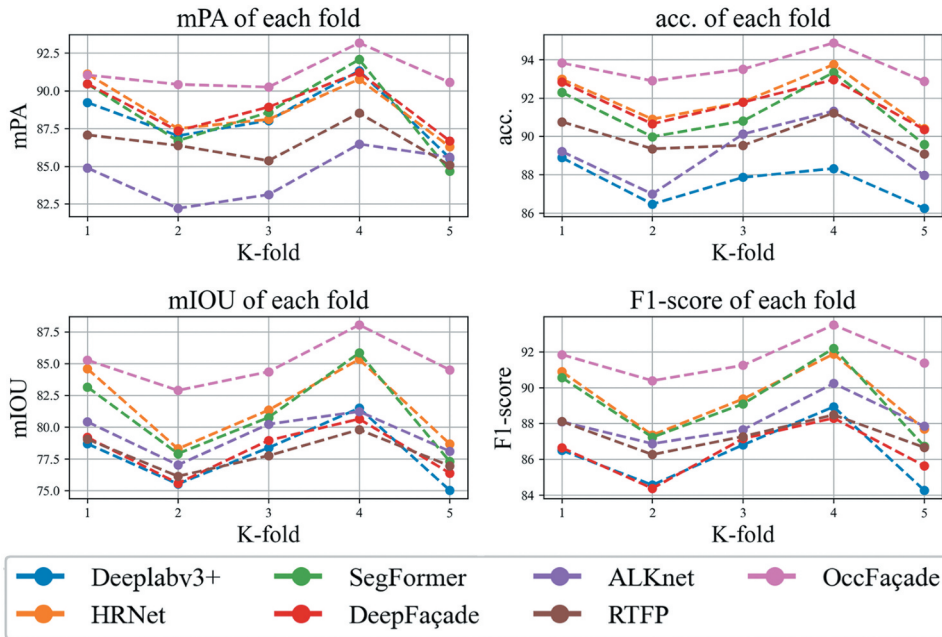 mPA of each fold
92.5
90.0
87.5
85.0
82.5
mPA
1 2 3 4 5
K-fold
acc. of each fold
94
92
90
88
86
acc.
1 2 3 4 5
K-fold
mIOU of each fold
87.5
85.0
82.5
80.0
77.5
75.0
mIOU
1 2 3 4 5
K-fold
F1-score of each fold
92
90
88
86
84
F1-score
1 2 3 4 5
K-fold
Deeplabv3+ SegFormer ALKnet OccFaçade
HRNet DeepFaçade RTFP